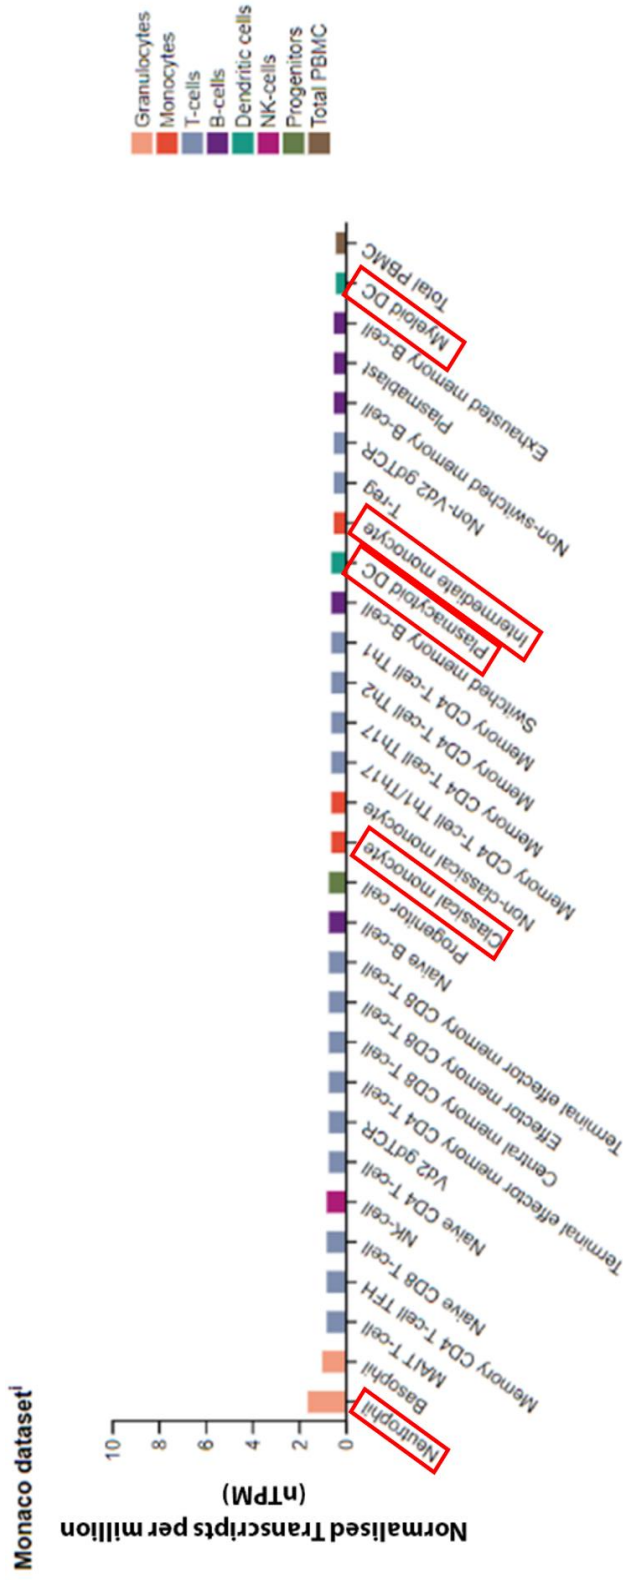 Monaco datasetⁱ
Normalised Transcripts per million
(nTPM)
10
8
6
4
2
0
Neutrophil
Basophil
MAIT T-cell
Memory CD4 T-cell TFH
Naive CD8 T-cell
NK-cell
Naive CD4 T-cell
Vd2 gdTCR
Terminal effector memory CD4 T-cell
Central memory CD8 T-cell
Effector memory CD8 T-cell
Terminal effector memory CD8 T-cell
Naive B-cell
Progenitor cell
Classical monocyte
Non-classical monocyte
Memory CD4 T-cell Th1/Th17
Memory CD4 T-cell Th17
Memory CD4 T-cell Th2
Memory CD4 T-cell Th1
Switched memory B-cell
Plasmacytoid DC
Intermediate monocyte
T-reg
Non-Vd2 gdTCR
Non-switched memory B-cell
Plasmablast
Exhausted memory B-cell
Myeloid DC
Total PBMC
Granulocytes
Monocytes
T-cells
B-cells
Dendritic cells
NK-cells
Progenitors
Total PBMC